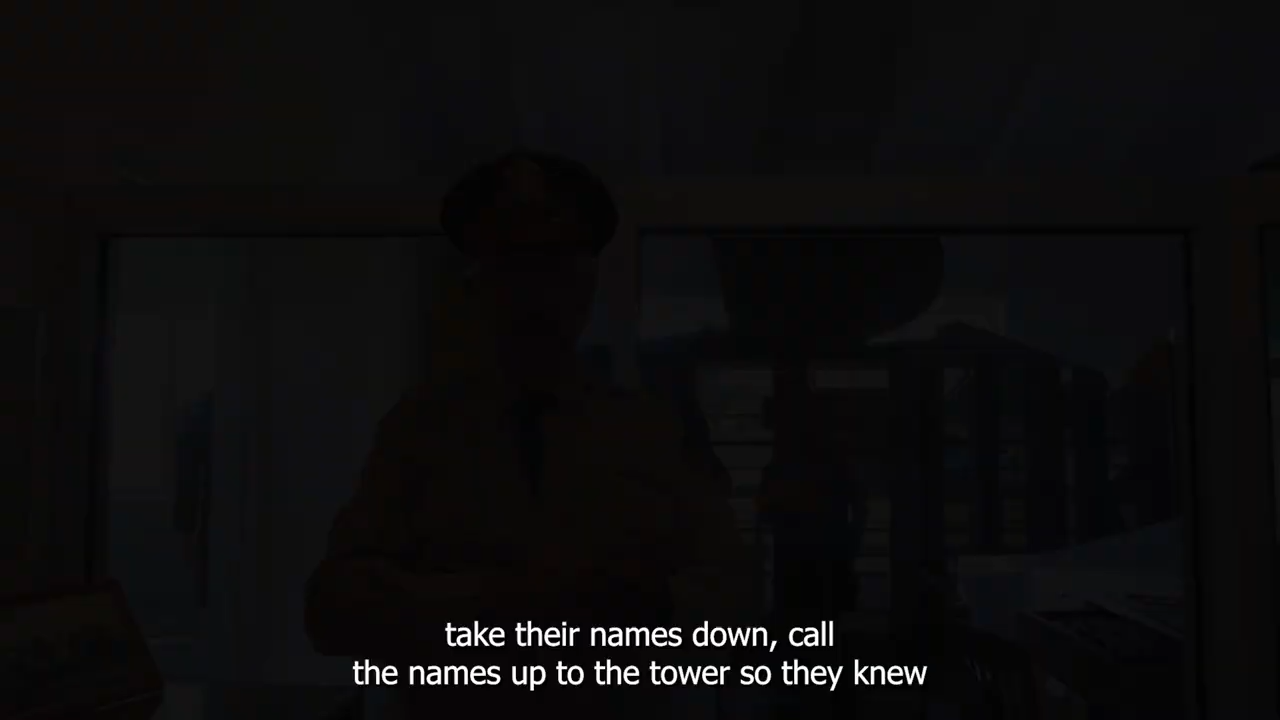 take their names down, call
the names up to the tower so they knew